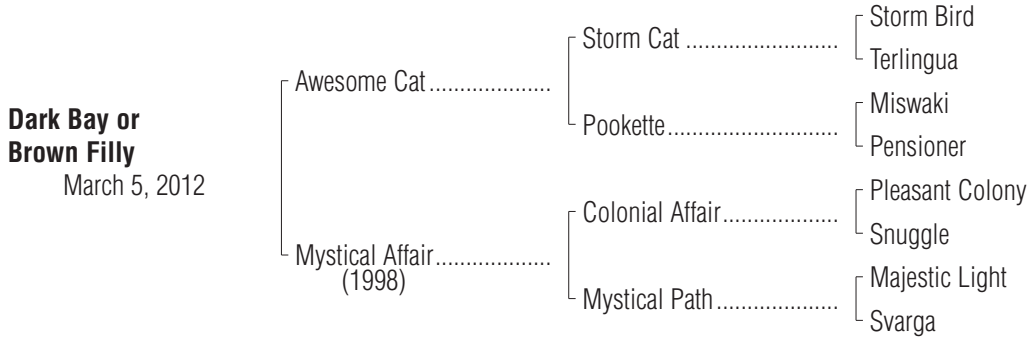 Dark Bay or
Brown Filly
March 5, 2012
Awesome Cat....................
Mystical Affair...................
(1998)
Storm Cat .........................
Pookette............................
Colonial Affair...................
Mystical Path ....................
Storm Bird
Terlingua
Miswaki
Pensioner
Pleasant Colony
Snuggle
Majestic Light
Svarga